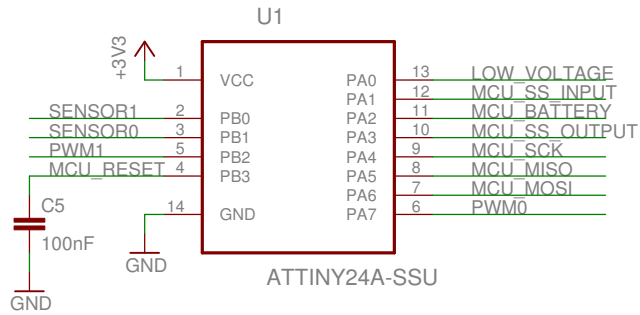 U1
+3V3
1 VCC PA0 13 LOW_VOLTAGE
PA1 12 MCU_SS_INPUT
SENSOR1 2 PB0 PA2 11 MCU_BATTERY
SENSOR0 3 PB1 PA3 10 MCU_SS_OUTPUT
PWM1 5 PB2 PA4 9 MCU_SCK
MCU_RESET 4 PB3 PA5 8 MCU_MISO
PA6 7 MCU_MOSI
14 GND PA7 6 PWM0
C5
100nF
GND
GND
ATTINY24A-SSU